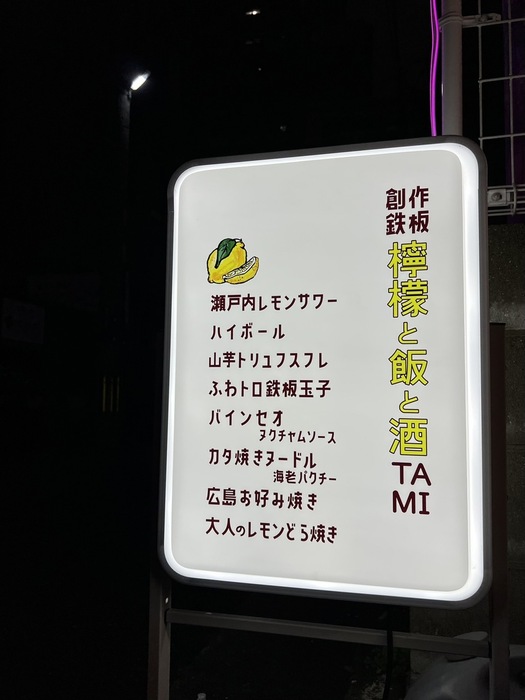 創作
鉄板
檸檬と飯と酒
TA
MI
瀬戸内レモンサワー
ハイボール
山芋トリュフスフレ
ふわトロ鉄板玉子
バインセオ
ヌクチャムソース
カタ焼きヌードル
海老パクチー
広島お好み焼き
大人のレモンどら焼き